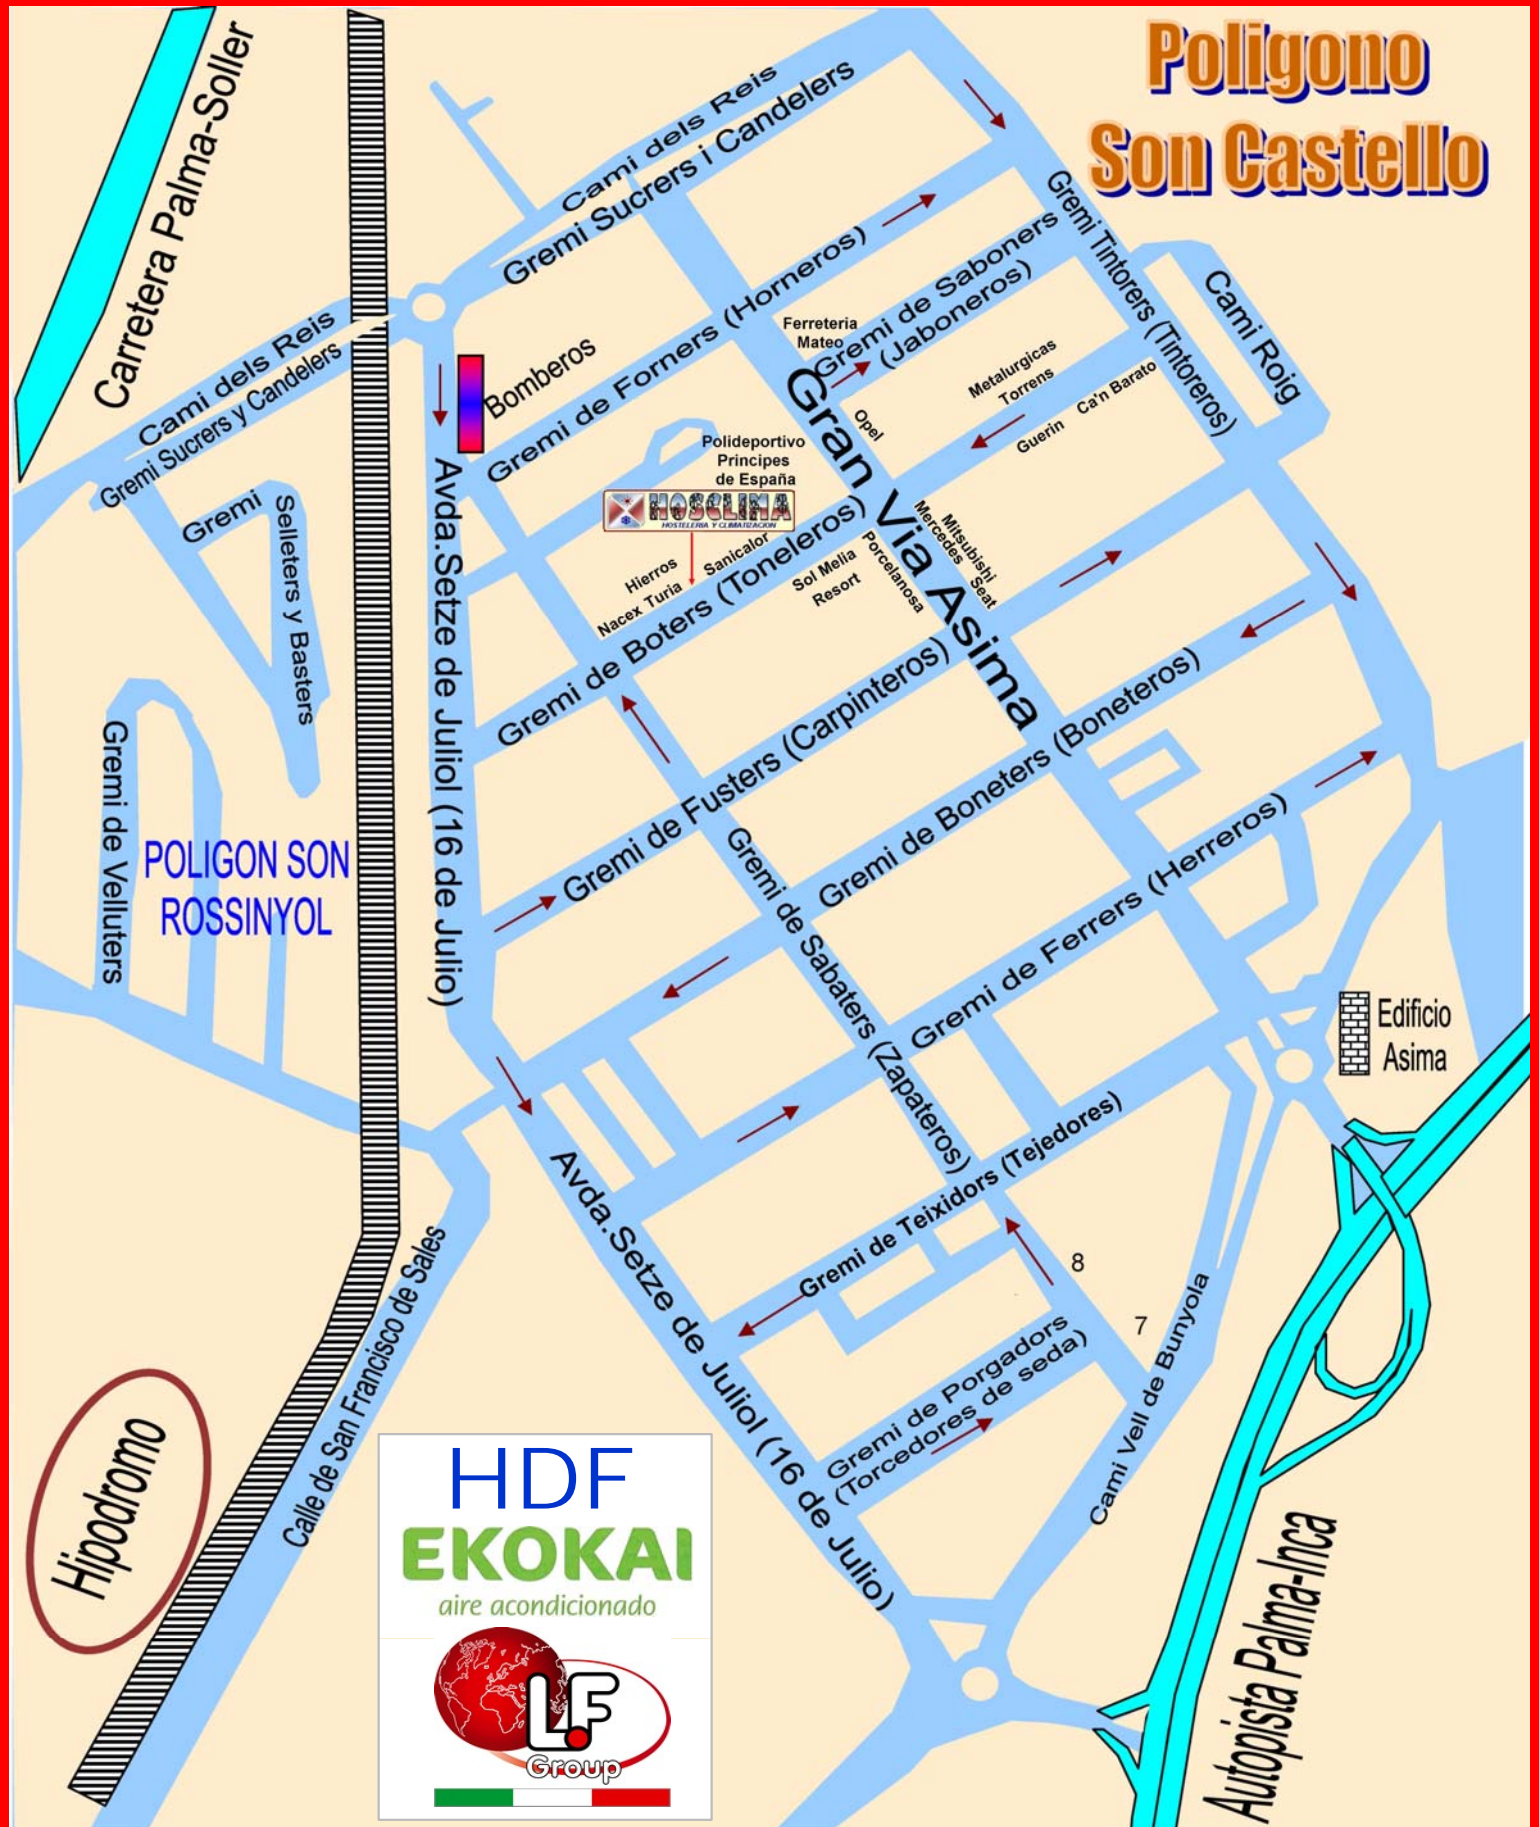 Poligono
Son Castello
Carretera Palma-Soller
Cami dels Reis
Gremi Sucrers i Candelers
Gremi Tintorers (Tintoreros)
Cami Roig
Gremi de Forners (Horneros)
Gremi de Saboners
(Jaboneros)
Ferreteria
Mateo
Cami dels Reis
Gremi Sucrers y Candelers
Bomberos
Metalurgicas
Torrens
Ca'n Barato
Guerin
Opel
Gran Via Asima
Polideportivo
Principes
de España
HOSCLIMA
HOSTELERIA Y CLIMATIZACION
Gremi
Selleters y Basters
Avda.Setze de Juliol (16 de Julio)
Hierros
Turia
Nacex
Sanicalor
Gremi de Boters (Toneleros)
Sol Melia
Resort
Porcelanosa
Mercedes
Mitsubishi
Seat
Gremi de Fusters (Carpinteros)
Gremi de Boneters (Boneteros)
Gremi de Velluters
POLIGON SON
ROSSINYOL
Gremi de Sabaters (Zapateros)
Gremi de Ferrers (Herreros)
Edificio
Asima
Gremi de Teixidors (Tejedores)
Avda.Setze de Juliol (16 de Julio)
8
7
Gremi de Porgadors
(Torcedores de seda)
Cami Vell de Bunyola
Calle de San Francisco de Sales
Hipodromo
Autopista Palma-Inca
HDF
EKOKAI
aire acondicionado
L.F
Group